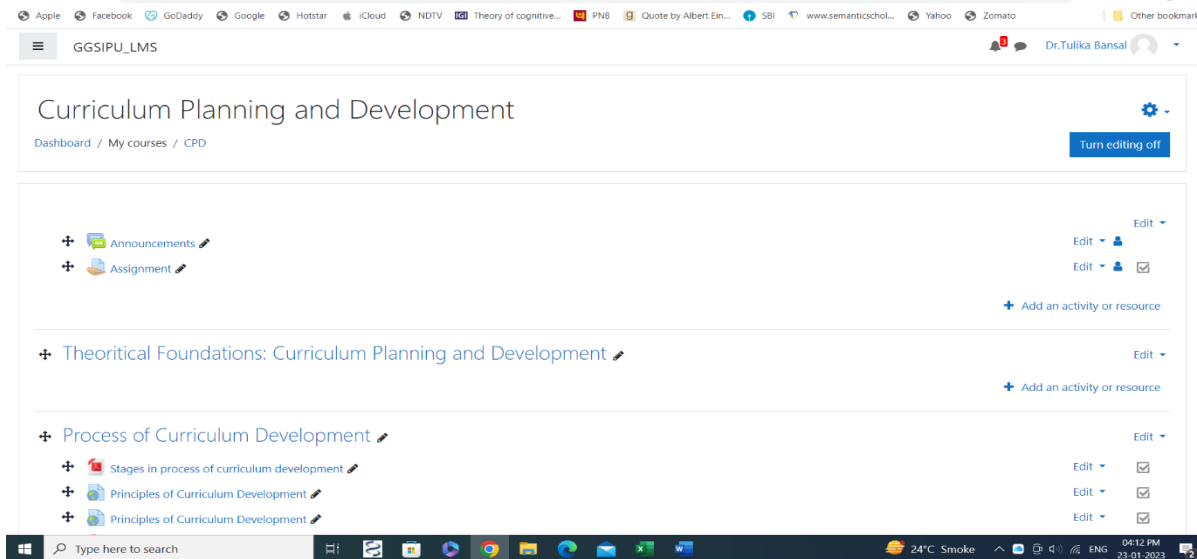 Apple Facebook GoDaddy Google Hotstar iCloud NDTV Theory of cognitive... PNB Quote by Albert Ein... SBI www.semanticschol... Yahoo Zomato Other bookmark
GGSIPU_LMS 3 Dr.Tulika Bansal
Curriculum Planning and Development
Dashboard / My courses / CPD
Turn editing off
Edit
Announcements Edit
Assignment Edit
Add an activity or resource
Theoritical Foundations: Curriculum Planning and Development Edit
Add an activity or resource
Process of Curriculum Development Edit
Stages in process of curriculum development Edit
Principles of Curriculum Development Edit
Principles of Curriculum Development Edit
Type here to search 24°C Smoke ENG 04:12 PM
23-01-2023 2